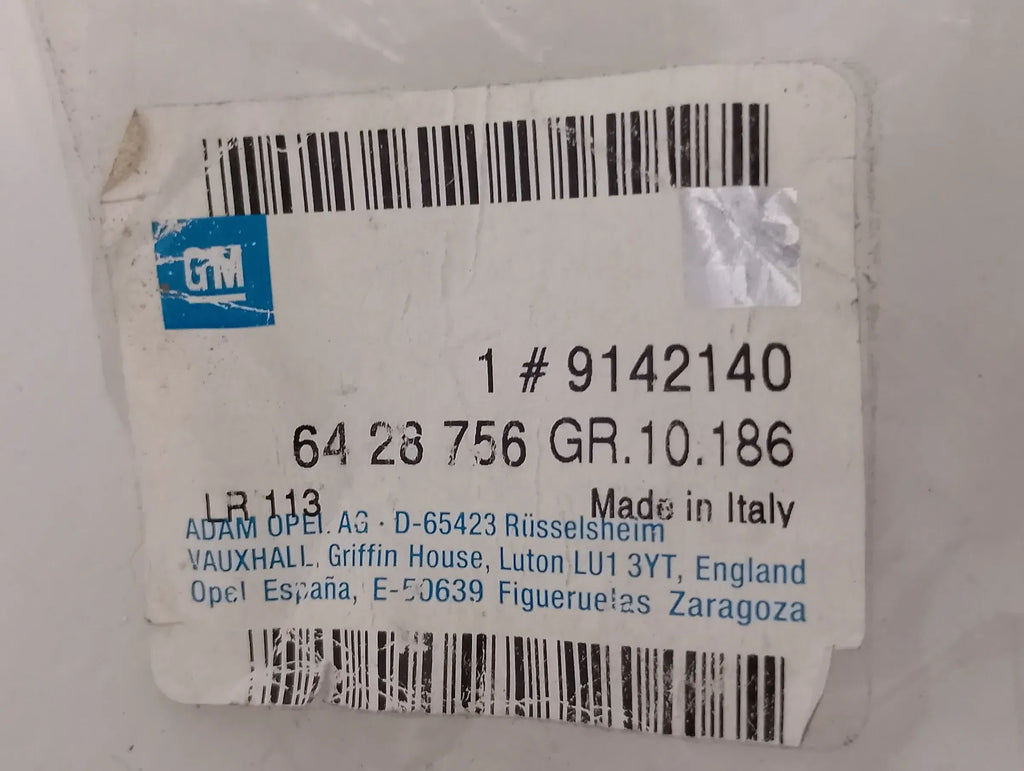 GM
1 # 9142140
64 28 756 GR.10.186
LR 113 Made in Italy
ADAM OPEL AG · D-65423 Rüsselsheim
VAUXHALL, Griffin House, Luton LU1 3YT, England
Opel España, E-50639 Figueruelas Zaragoza